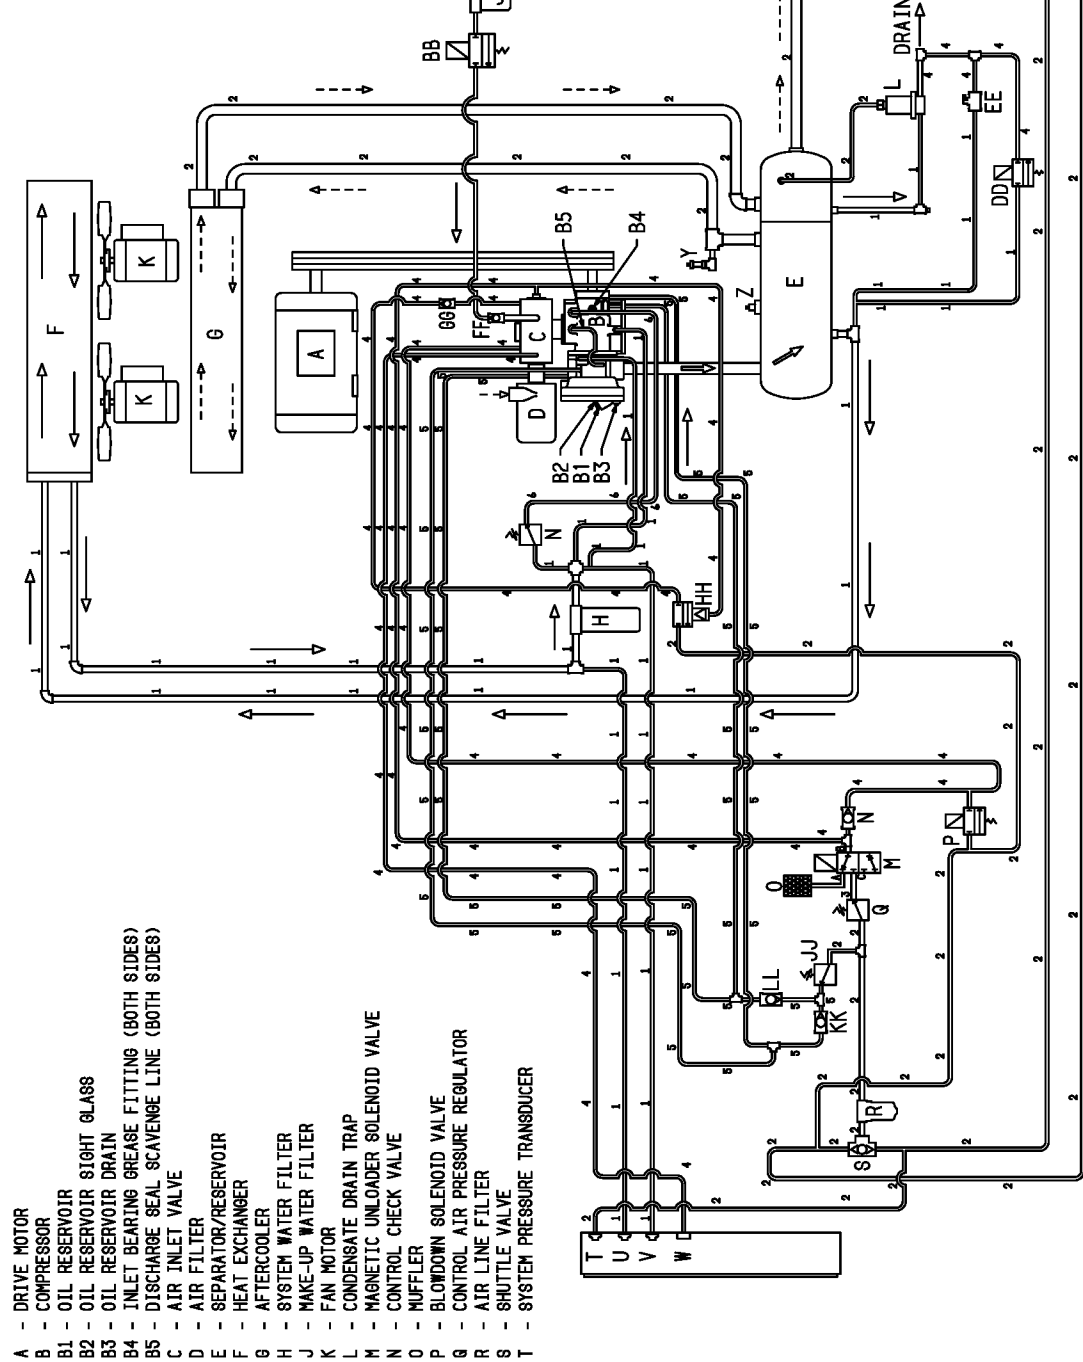 A - DRIVE MOTOR
B - COMPRESSOR
B1 - OIL RESERVOIR
B2 - OIL RESERVOIR SIGHT GLASS
B3 - OIL RESERVOIR DRAIN
B4 - INLET BEARING GREASE FITTING (BOTH SIDES)
B5 - DISCHARGE SEAL SCAVENGE LINE (BOTH SIDES)
C - AIR INLET VALVE
D - AIR FILTER
E - SEPARATOR/RESERVOIR
F - HEAT EXCHANGER
G - AFTERCOOLER
H - SYSTEM WATER FILTER
J - MAKE-UP WATER FILTER
K - FAN MOTOR
L - CONDENSATE DRAIN TRAP
M - MAGNETIC UNLOADER SOLENOID VALVE
N - CONTROL CHECK VALVE
O - MUFFLER
P - BLOWDOWN SOLENOID VALVE
Q - CONTROL AIR PRESSURE REGULATOR
R - AIR LINE FILTER
S - SHUTTLE VALVE
T - SYSTEM PRESSURE TRANSDUCER
F
K
K
G
A
BB
GG
FF
C
D
B
B5
B4
B2
B1
B3
Y
Z
E
L
DRAIN
EE
DD
N
H
HH
N
P
M
O
Q
JJ
LL
KK
R
S
T
U
V
W